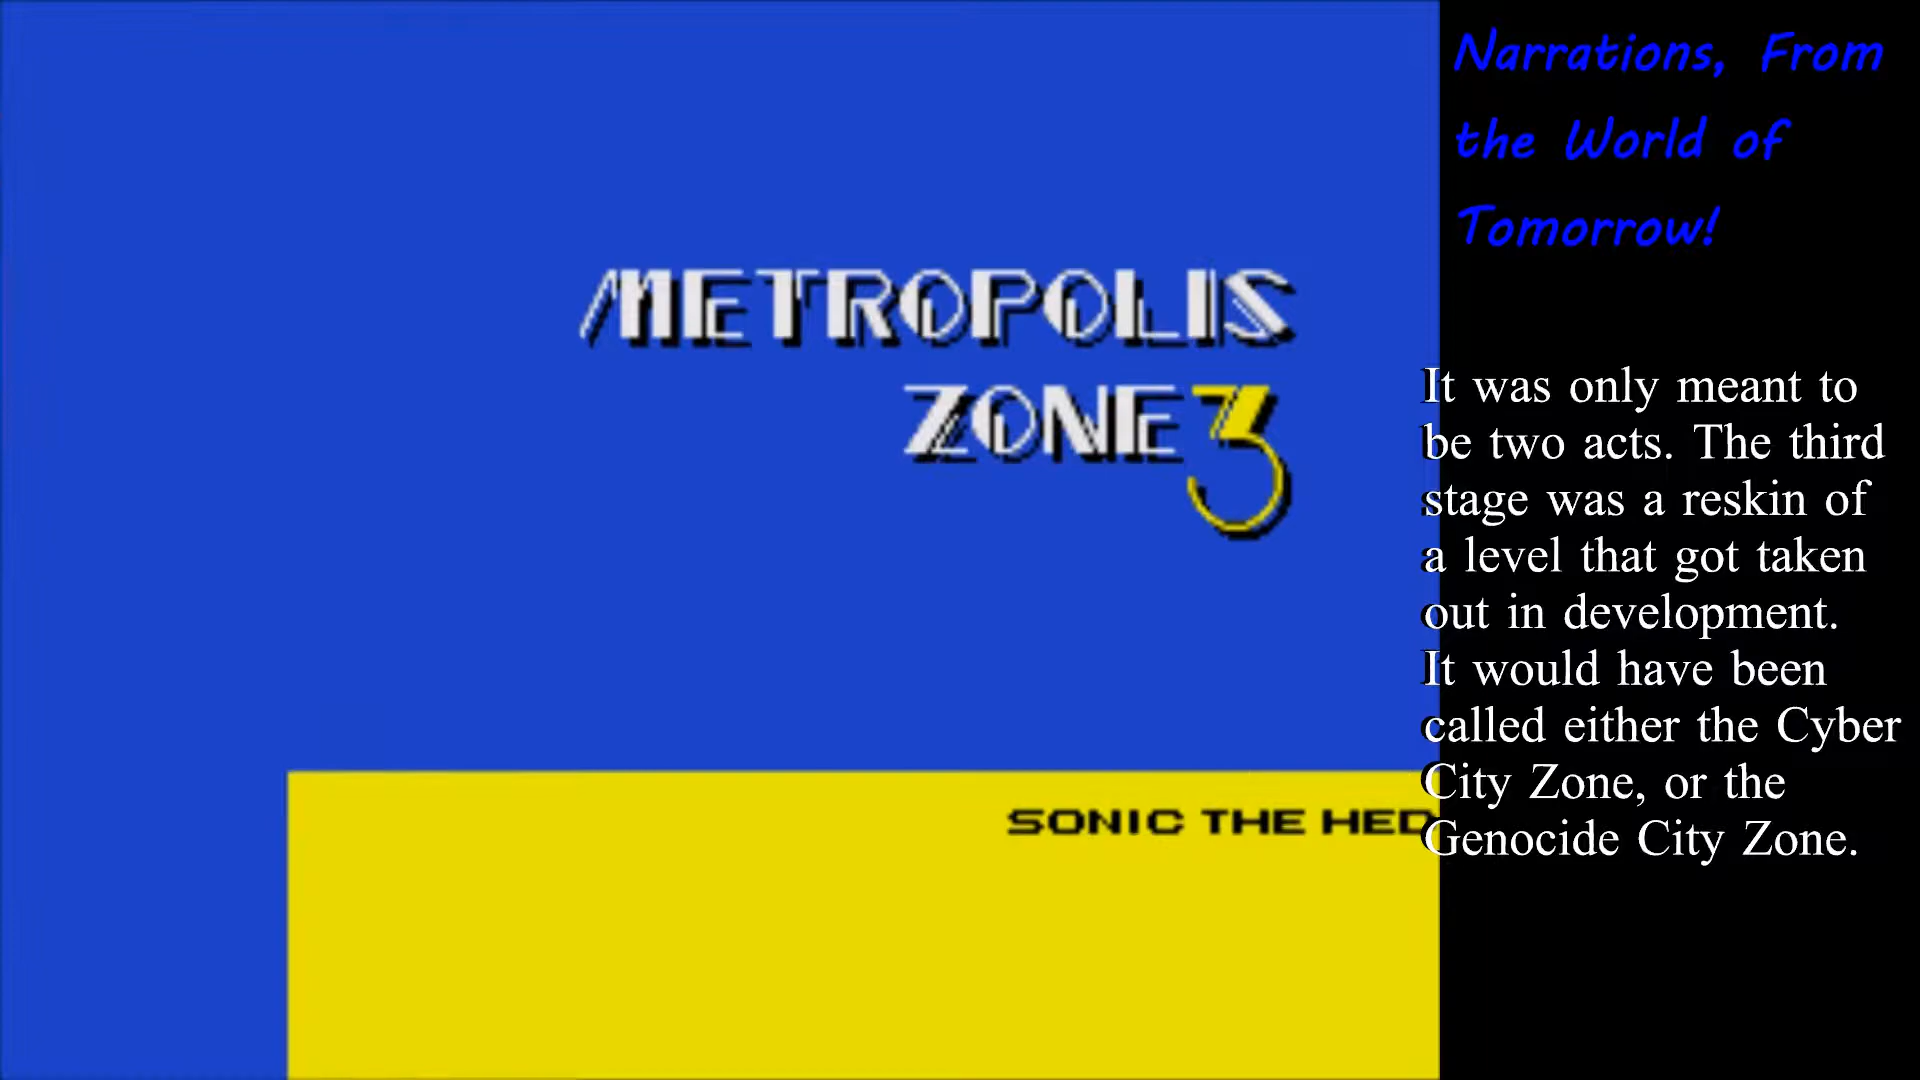 METROPOLIS
ZONE 3
SONIC THE HED
Narrations, From
the World of
Tomorrow!
It was only meant to
be two acts. The third
stage was a reskin of
a level that got taken
out in development.
It would have been
called either the Cyber
City Zone, or the
Genocide City Zone.